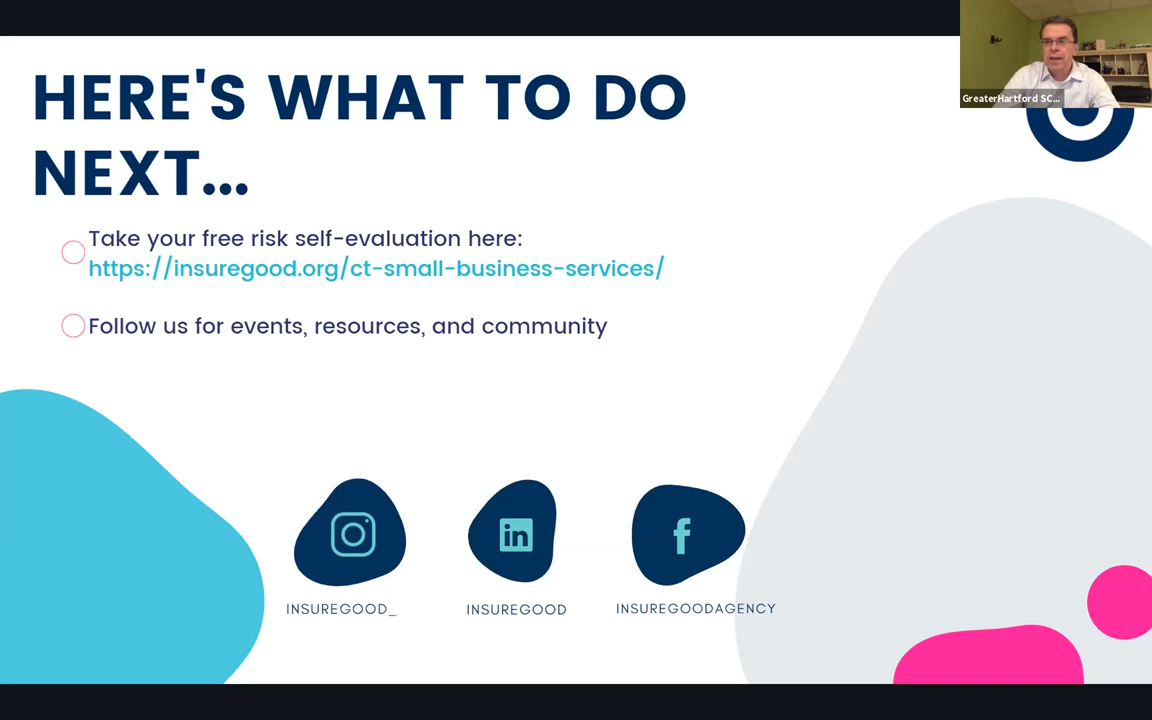 HERE'S WHAT TO DO
NEXT...
GreaterHartford SC...
Take your free risk self-evaluation here:
https://insuregood.org/ct-small-business-services/
Follow us for events, resources, and community
in
f
INSUREGOOD_
INSUREGOOD
INSUREGOODAGENCY